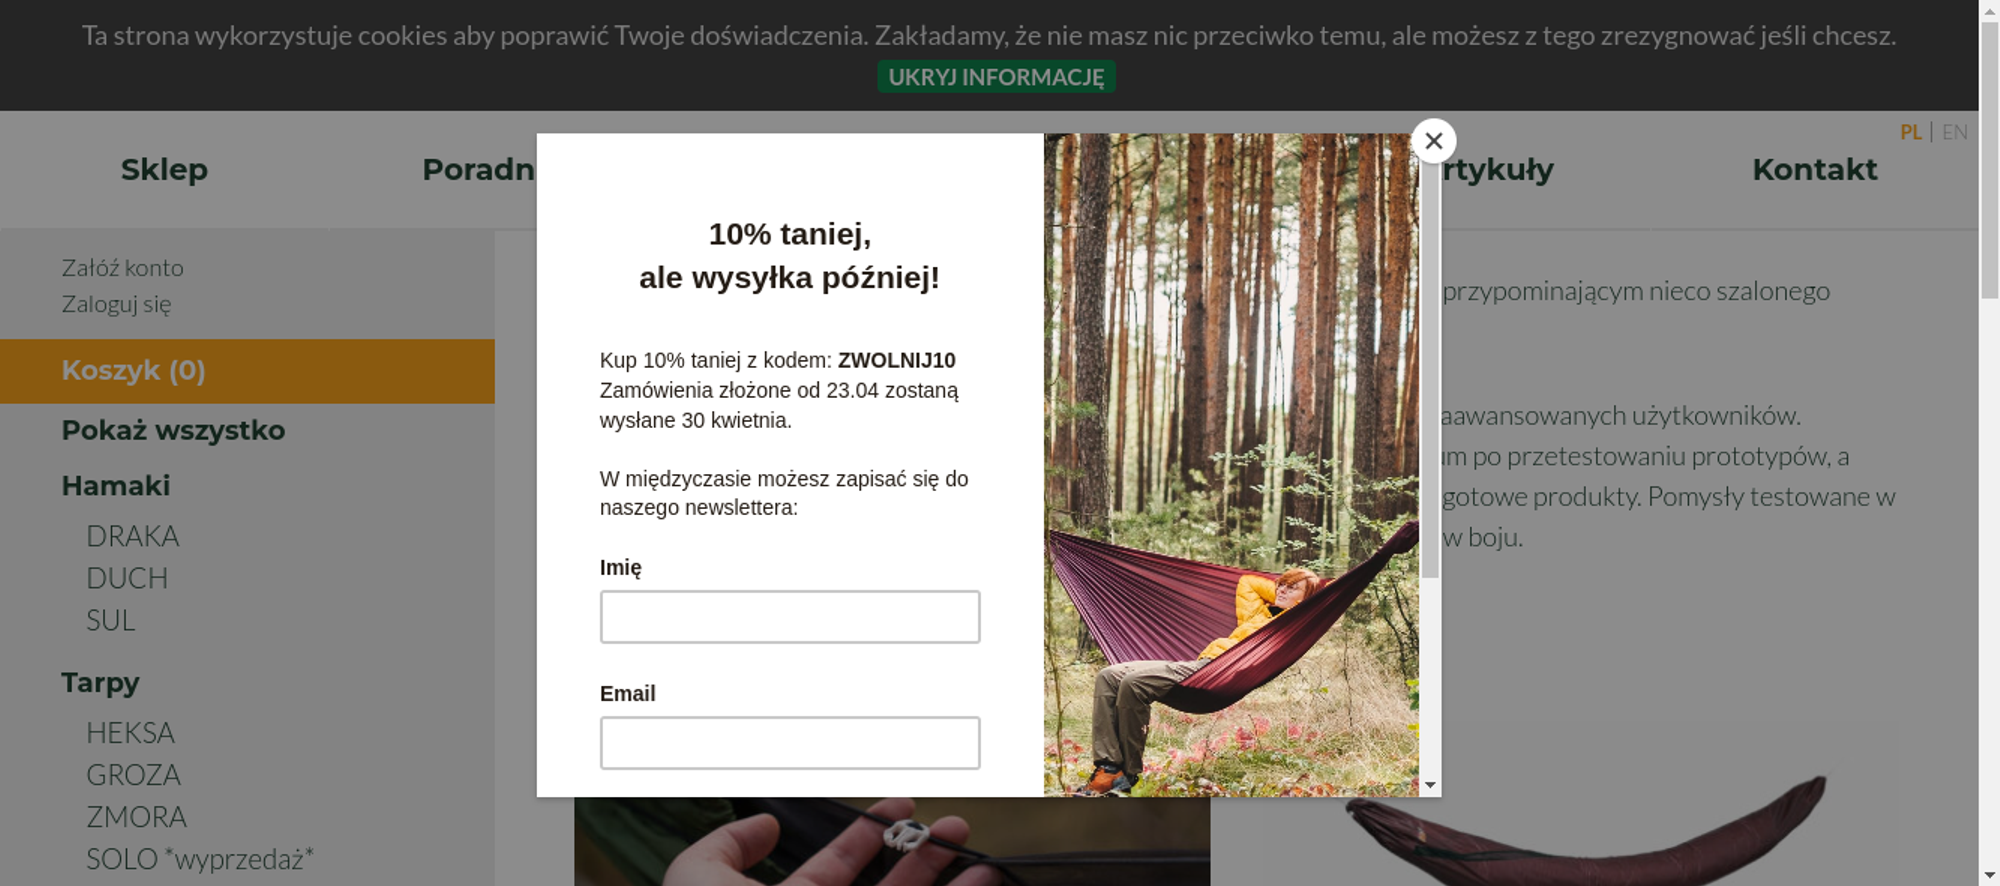 Ta strona wykorzystuje cookies aby poprawić Twoje doświadczenia. Zakładamy, że nie masz nic przeciwko temu, ale możesz z tego zrezygnować jeśli chcesz.
UKRYJ INFORMACJĘ
PL | EN
Sklep
Poradn
rtykuły
Kontakt
Załóż konto
Zaloguj się
Koszyk (0)
Pokaż wszystko
Hamaki
DRAKA
DUCH
SUL
Tarpy
HEKSA
GROZA
ZMORA
SOLO *wyprzedaż*
10% taniej,
ale wysyłka później!
Kup 10% taniej z kodem: ZWOLNIJ10
Zamówienia złożone od 23.04 zostaną
wysłane 30 kwietnia.
W międzyczasie możesz zapisać się do
naszego newslettera:
Imię
Email
przypominającym nieco szalonego
aawansowanych użytkowników.
um po przetestowaniu prototypów, a
gotowe produkty. Pomysły testowane w
w boju.